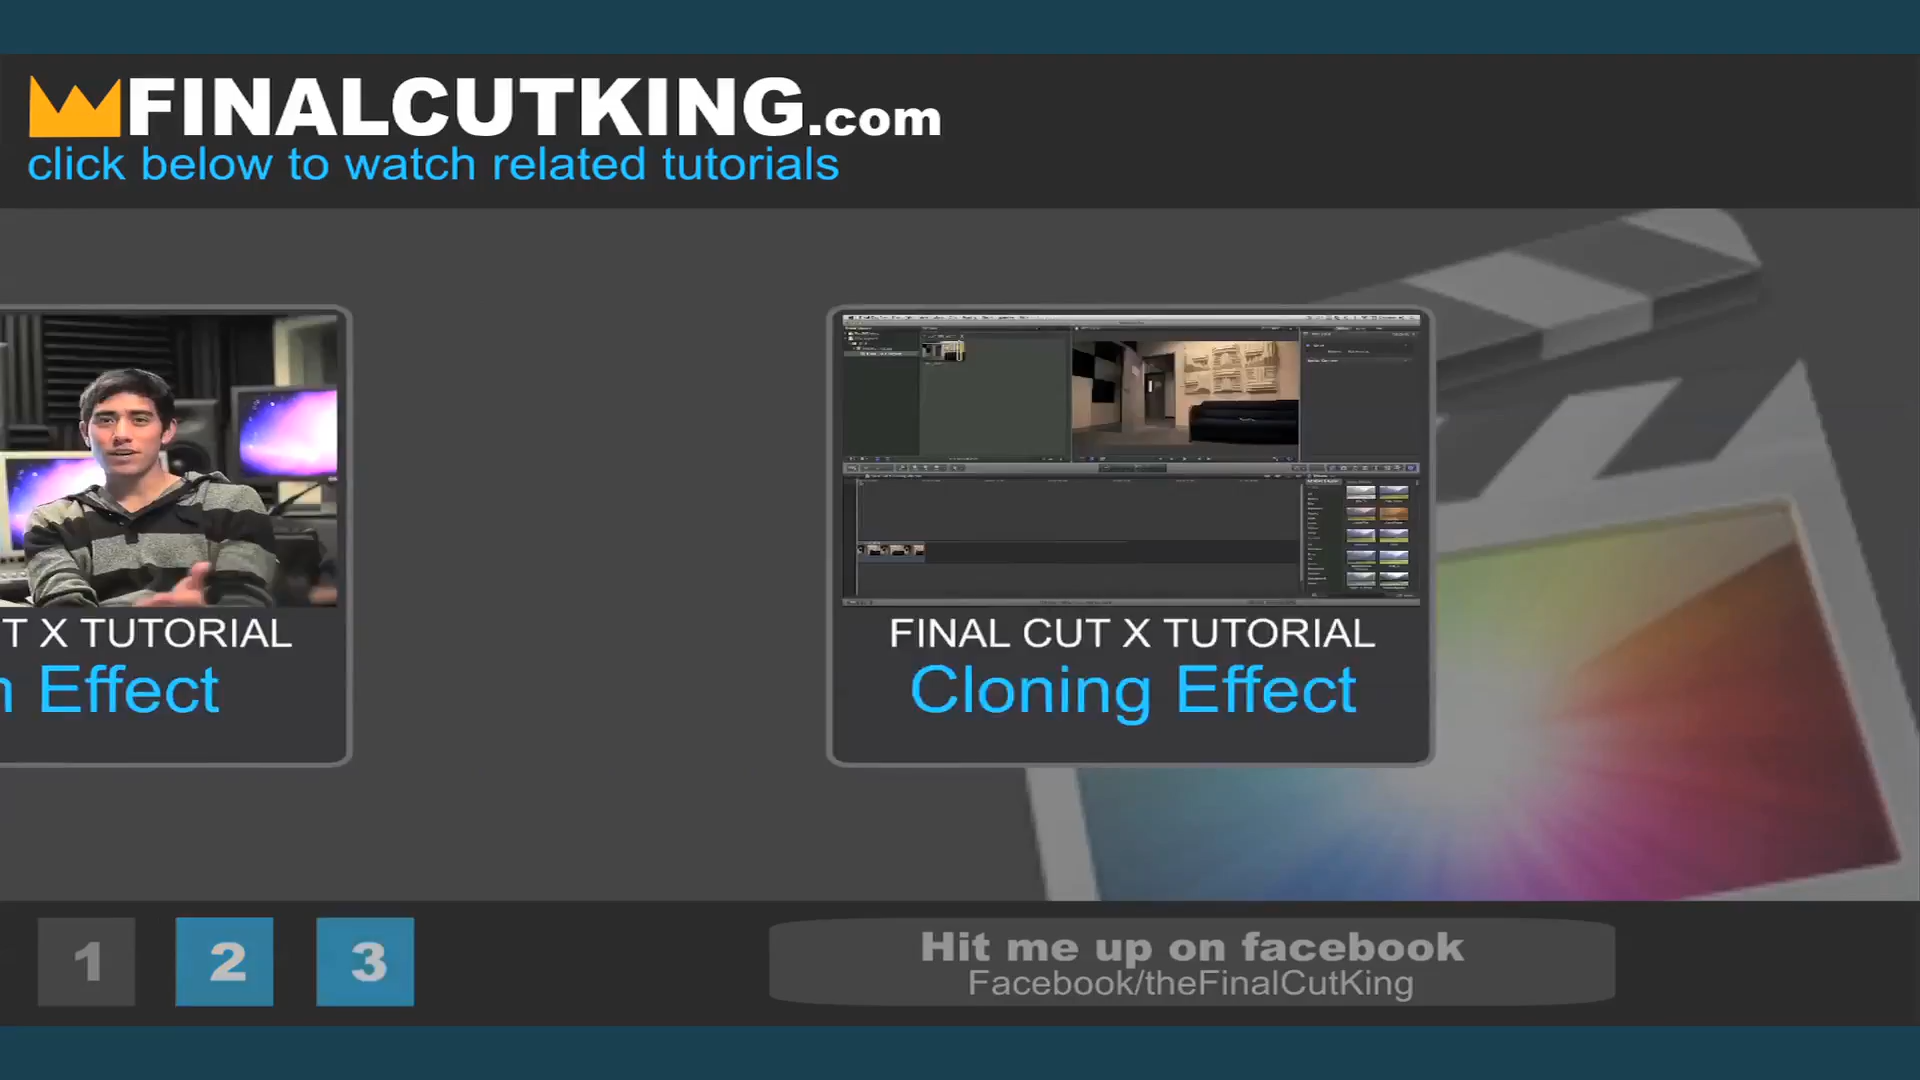 FINALCUTKING.com
click below to watch related tutorials
T X TUTORIAL
Effect
FINAL CUT X TUTORIAL
Cloning Effect
1 2 3
Hit me up on facebook
Facebook/theFinalCutKing